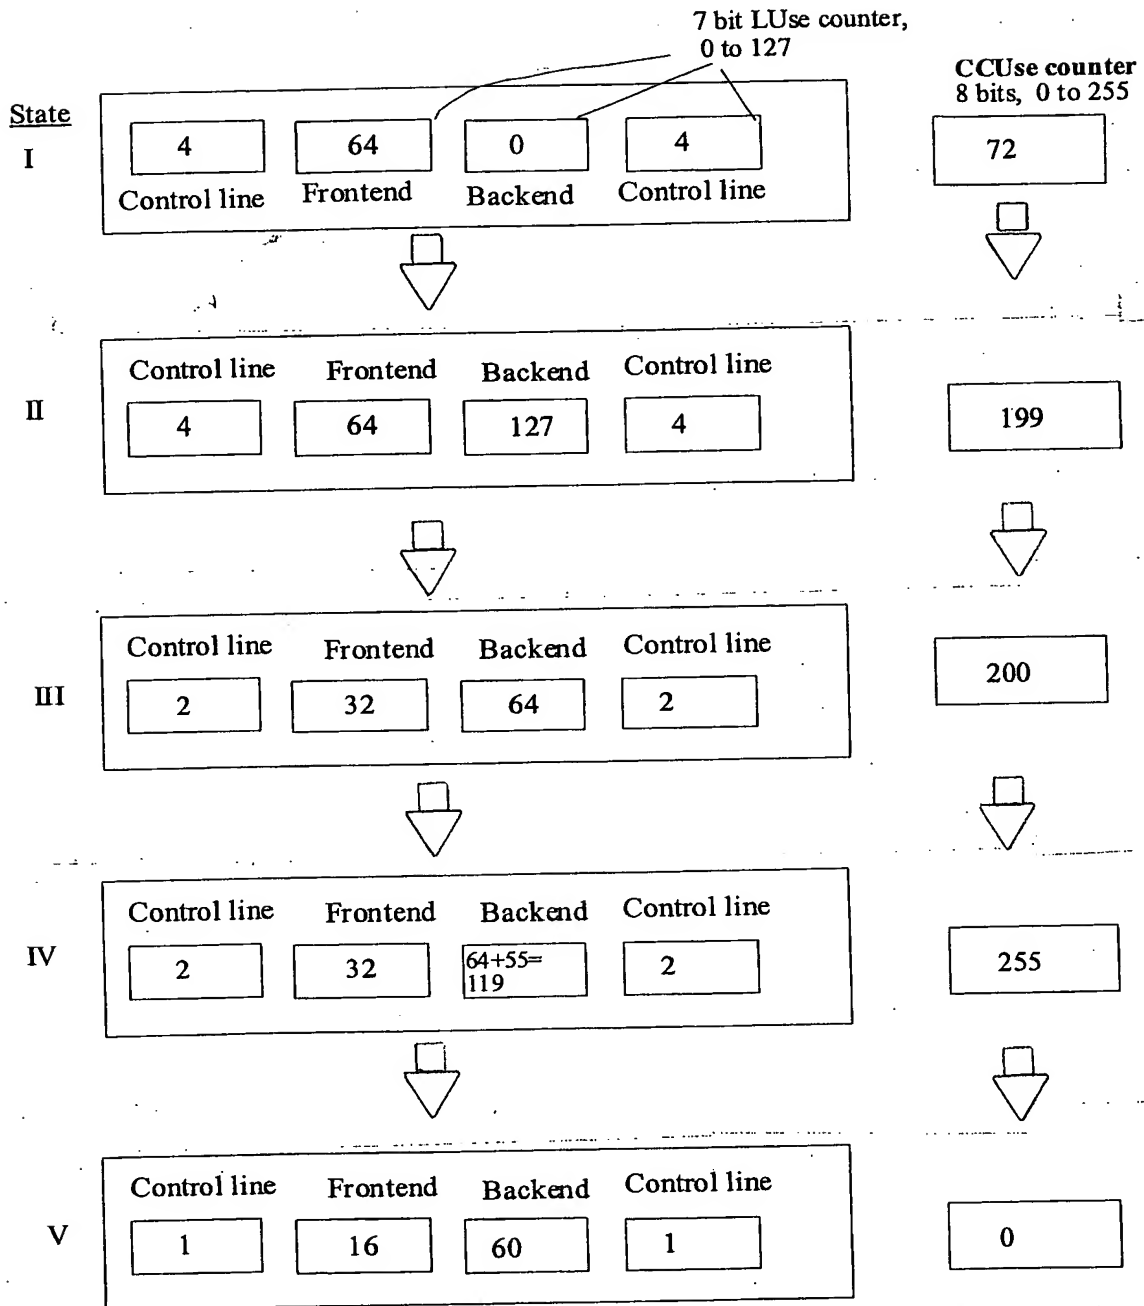 7 bit LUse counter,
0 to 127
CCUse counter
8 bits, 0 to 255
State
I
4 64 0 4
Control line Frontend Backend Control line
72
II
Control line Frontend Backend Control line
4 64 127 4
199
III
Control line Frontend Backend Control line
2 32 64 2
200
IV
Control line Frontend Backend Control line
2 32 64+55= 2
119
255
V
Control line Frontend Backend Control line
1 16 60 1
0